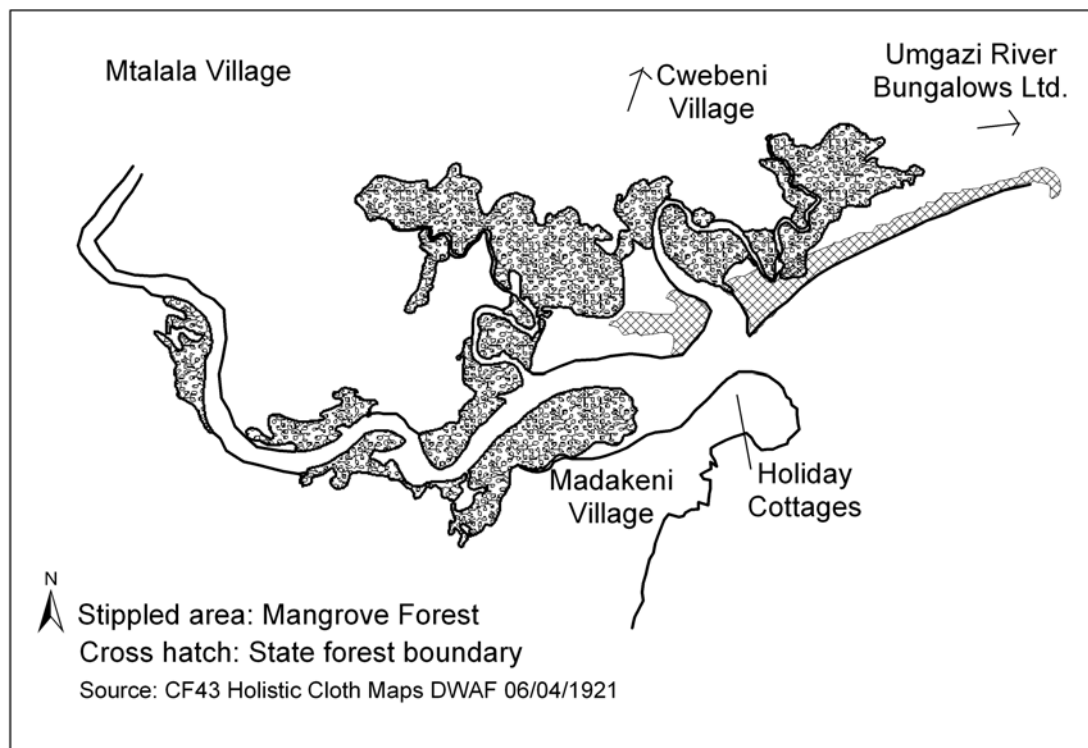 Mtalala Village
Cwebeni
Village
Umgazi River
Bungalows Ltd.
Madakeni
Village
Holiday
Cottages
N
Stippled area: Mangrove Forest
Cross hatch: State forest boundary
Source: CF43 Holistic Cloth Maps DWAF 06/04/1921